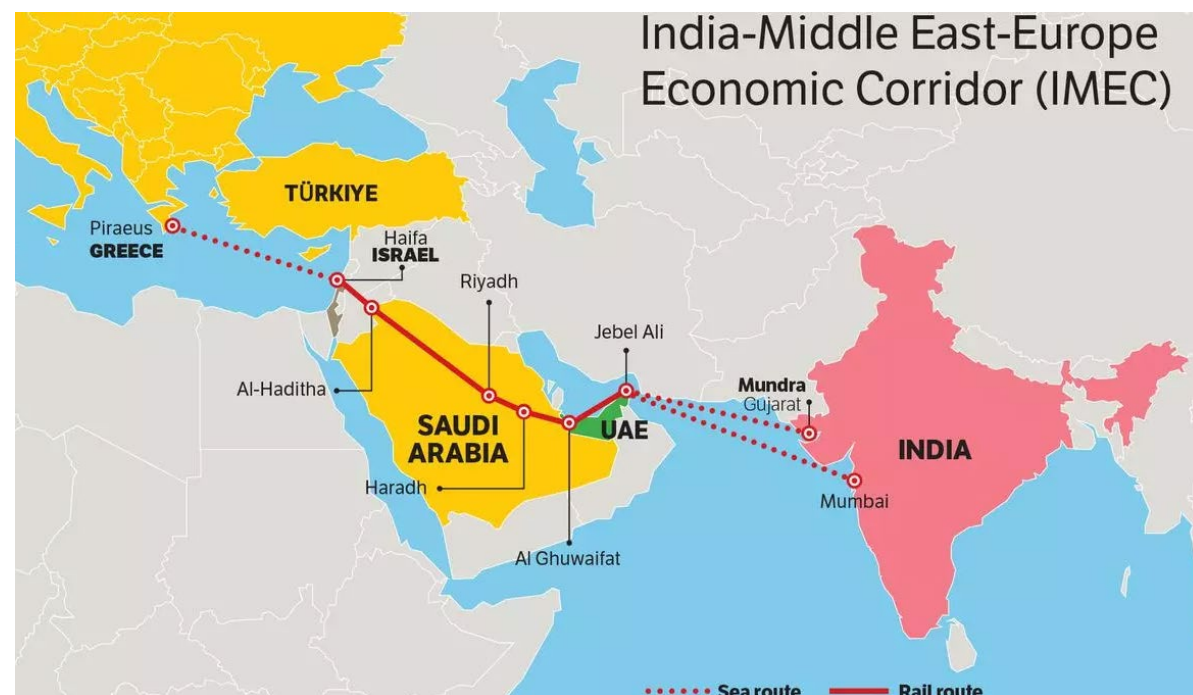 India-Middle East-Europe
Economic Corridor (IMEC)
TÜRKIYE
Piraeus
GREECE
Haifa
ISRAEL
Riyadh
Jebel Ali
Al-Haditha
Mundra
Gujarat
SAUDI
ARABIA
UAE
INDIA
Haradh
Mumbai
Al Ghuwaifat
Sea route
Rail route